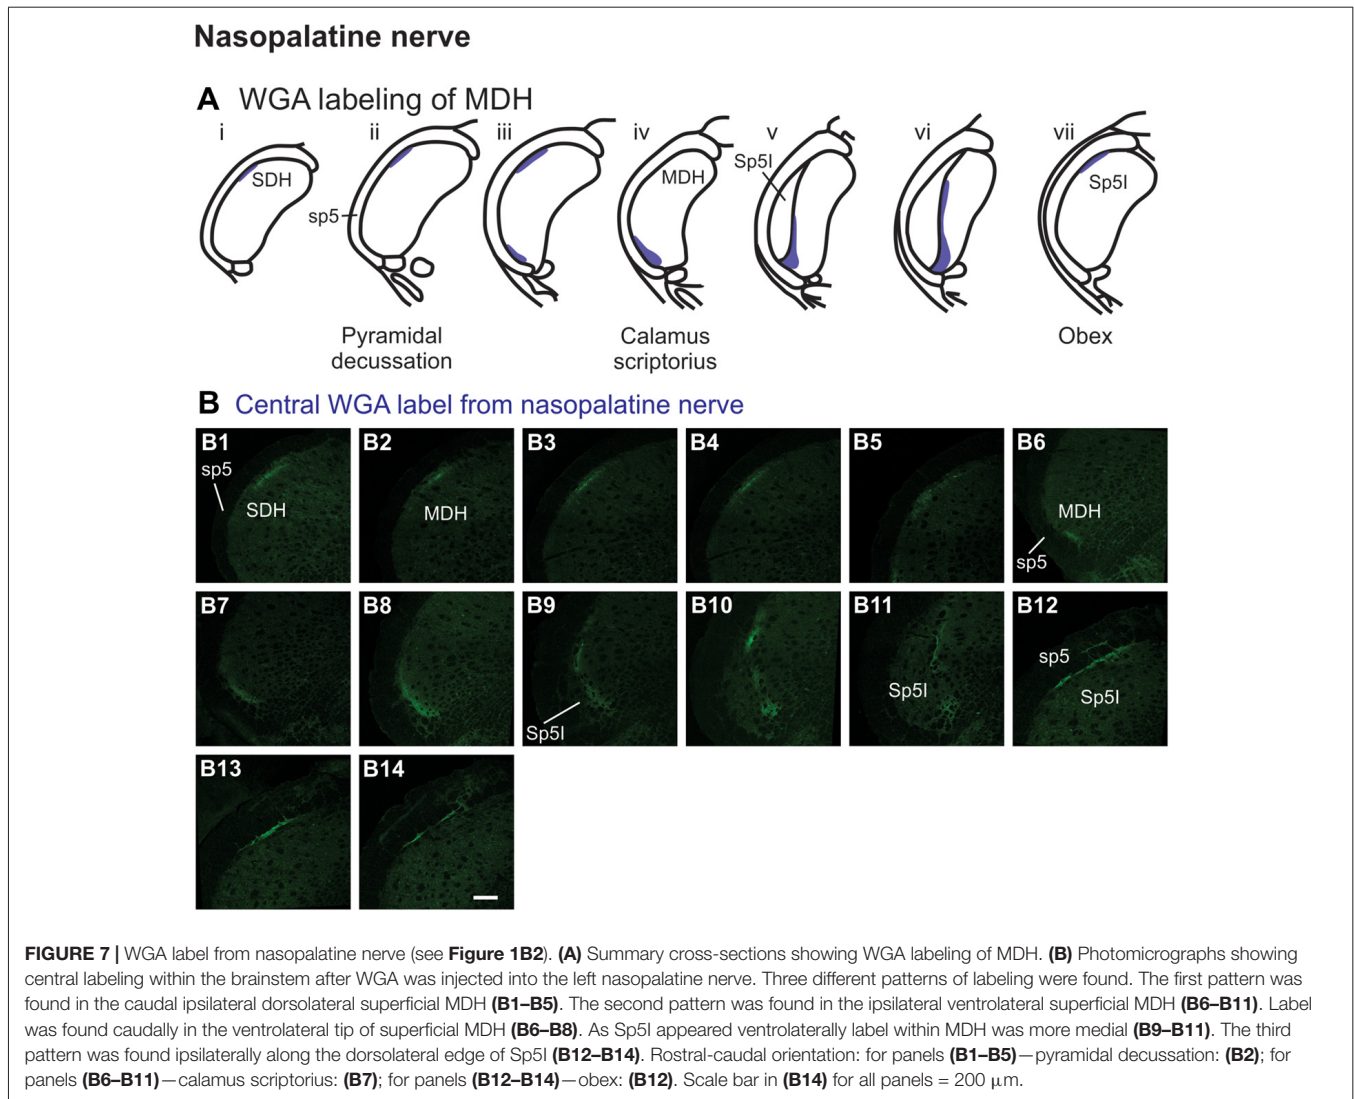 Nasopalatine nerve
A WGA labeling of MDH
i ii iii iv v vi vii
SDH
sp5
MDH
Sp5I
Sp5I
Pyramidal
decussation
Calamus
scriptorius
Obex
B Central WGA label from nasopalatine nerve
B1 B2 B3 B4 B5 B6
sp5
SDH
MDH
MDH
sp5
B7 B8 B9 B10 B11 B12
Sp5I
Sp5I
sp5
Sp5I
B13 B14
FIGURE 7 | WGA label from nasopalatine nerve (see Figure 1B2). (A) Summary cross-sections showing WGA labeling of MDH. (B) Photomicrographs showing
central labeling within the brainstem after WGA was injected into the left nasopalatine nerve. Three different patterns of labeling were found. The first pattern was
found in the caudal ipsilateral dorsolateral superficial MDH (B1–B5). The second pattern was found in the ipsilateral ventrolateral superficial MDH (B6–B11). Label
was found caudally in the ventrolateral tip of superficial MDH (B6–B8). As Sp5I appeared ventrolaterally label within MDH was more medial (B9–B11). The third
pattern was found ipsilaterally along the dorsolateral edge of Sp5I (B12–B14). Rostral-caudal orientation: for panels (B1–B5)—pyramidal decussation: (B2); for
panels (B6–B11)—calamus scriptorius: (B7); for panels (B12–B14)—obex: (B12). Scale bar in (B14) for all panels = 200 μm.